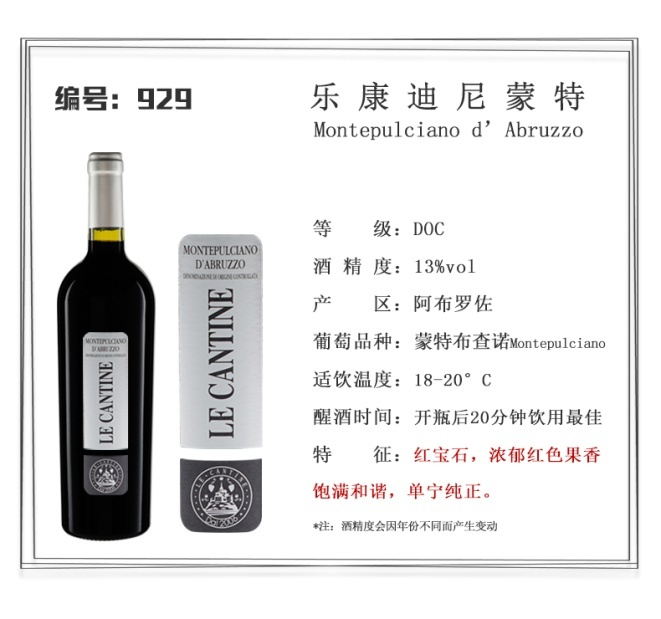 编号：929
乐康迪尼蒙特
Montepulciano d’Abruzzo
等级：DOC
酒精度：13%vol
产区：阿布罗佐
葡萄品种：蒙特布查诺Montepulciano
适饮温度：18-20°C
醒酒时间：开瓶后20分钟饮用最佳
特征：红宝石，浓郁红色果香
饱满和谐，单宁纯正。
*注：酒精度会因年份不同而产生变动
MONTEPULCIANO
D'ABRUZZO
DENOMINAZIONE DI ORIGINE CONTROLLATA
LE CANTINE
LE CANTINE
MONTEPULCIANO
D'ABRUZZO
LE CANTINE